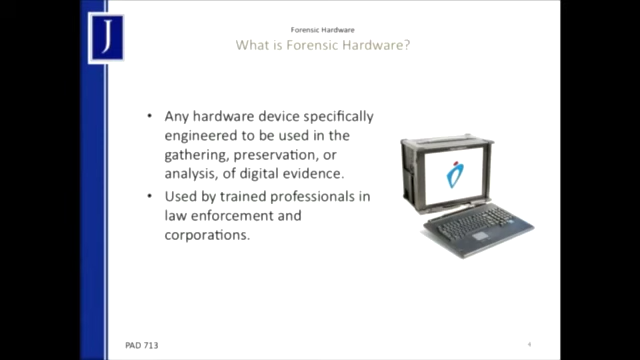 J
Forensic Hardware
What is Forensic Hardware?
• Any hardware device specifically
engineered to be used in the
gathering, preservation, or
analysis, of digital evidence.
• Used by trained professionals in
law enforcement and
corporations.
PAD 713